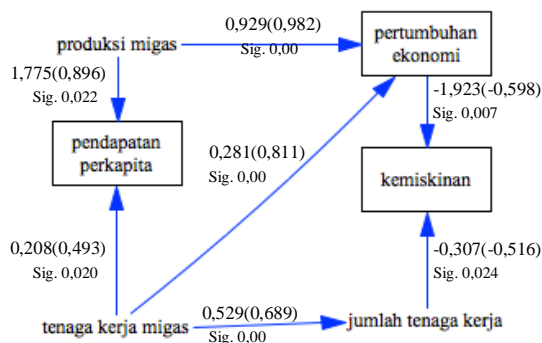 0,929(0,982)
produksi migas
Sig. 0,00
pertumbuhan
ekonomi
1,775(0,896)
Sig. 0,022
-1,923(-0,598)
Sig. 0,007
pendapatan
perkapita
0,281(0,811)
Sig. 0,00
kemiskinan
0,208(0,493)
Sig. 0,020
-0,307(-0,516)
Sig. 0,024
tenaga kerja migas
0,529(0,689)
Sig. 0,00
jumlah tenaga kerja